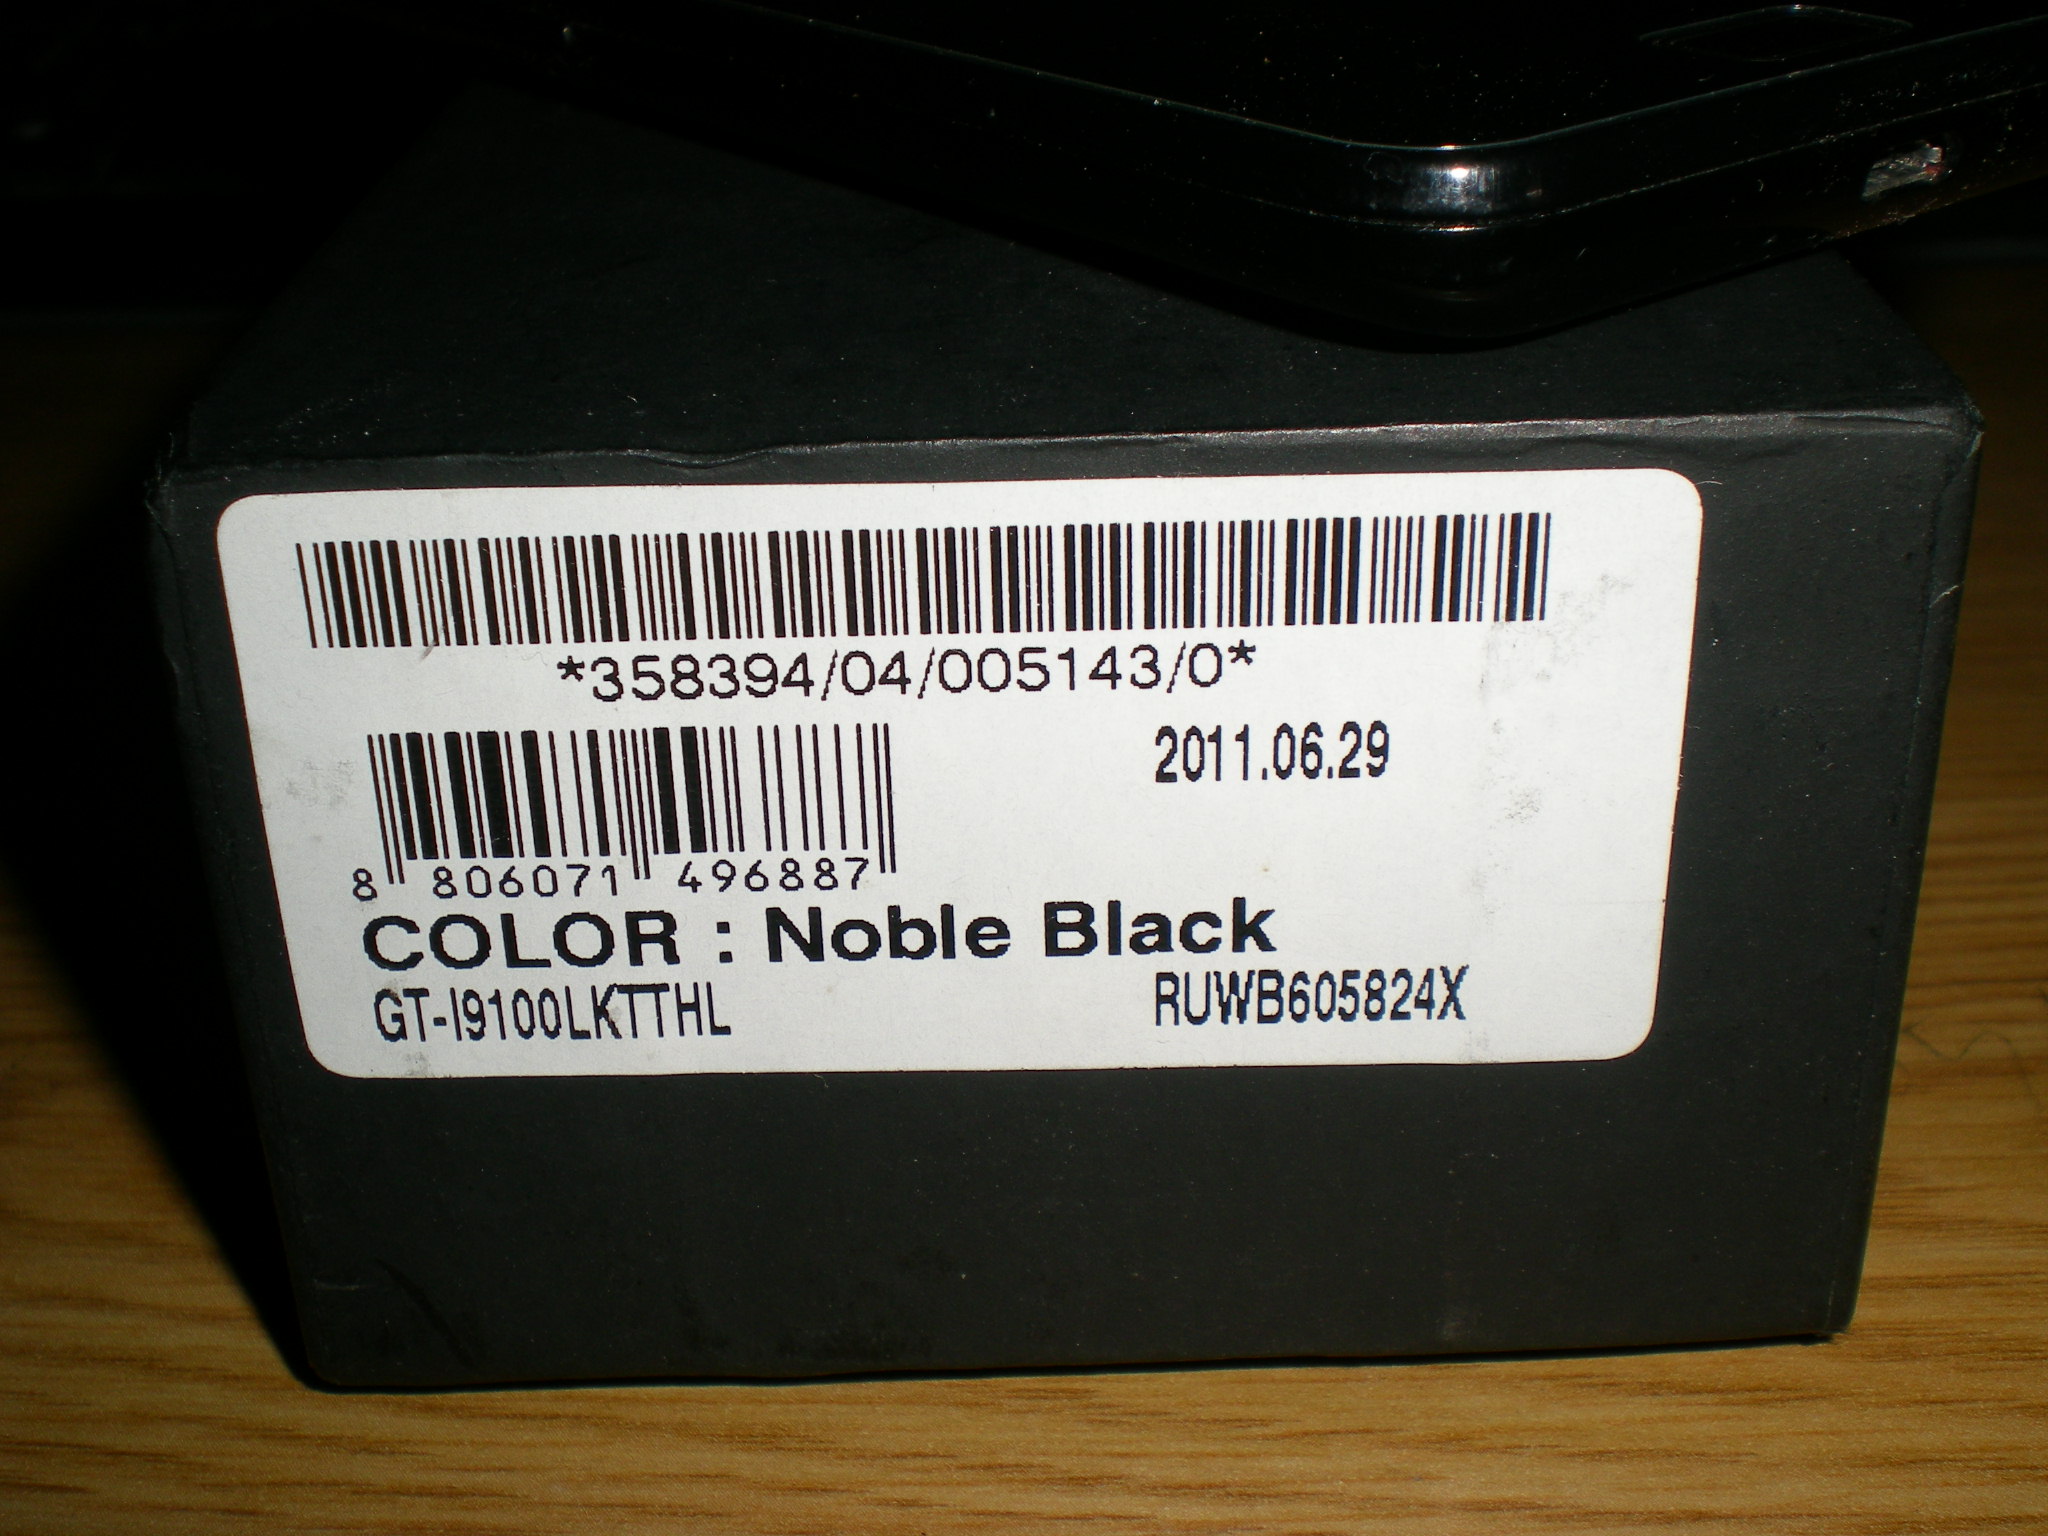 *358394/04/005143/0*
2011.06.29
8 806071 496887
COLOR : Noble Black
GT-I9100LKTTHL RUWB605824X